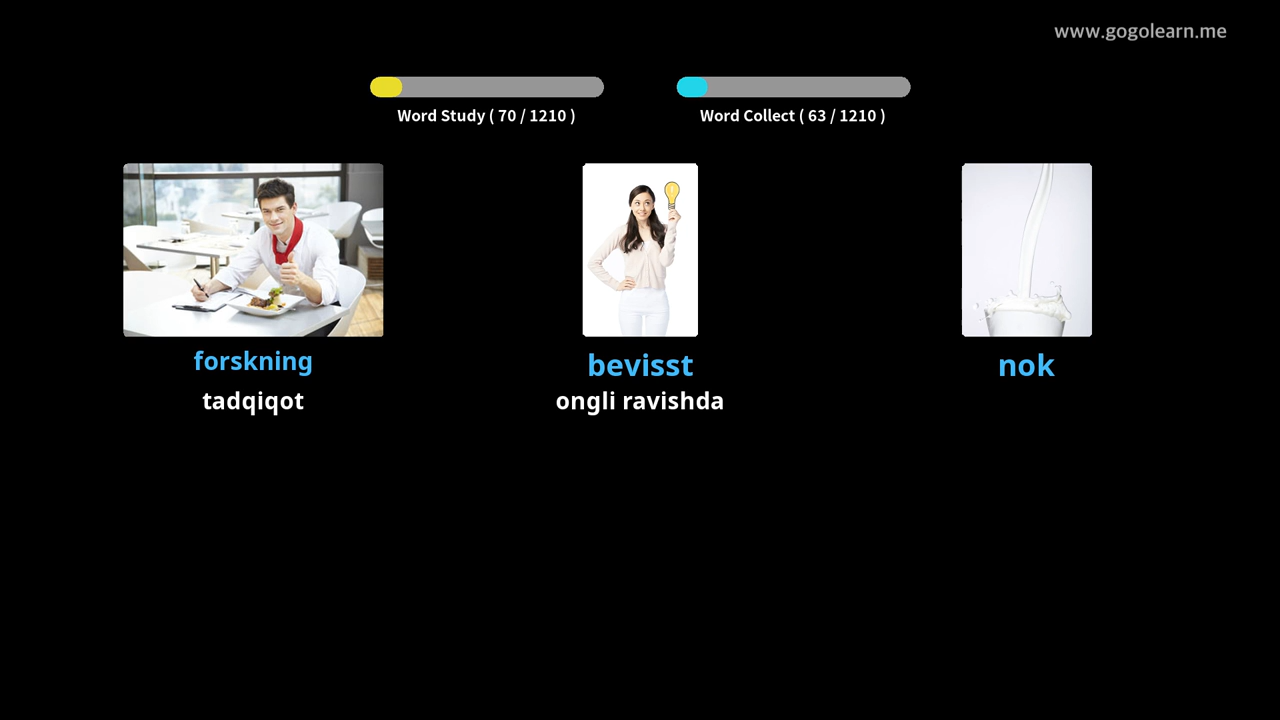 www.gogolearn.me
Word Study ( 70 / 1210 )
Word Collect ( 63 / 1210 )
forskning
tadqiqot
bevisst
ongli ravishda
nok